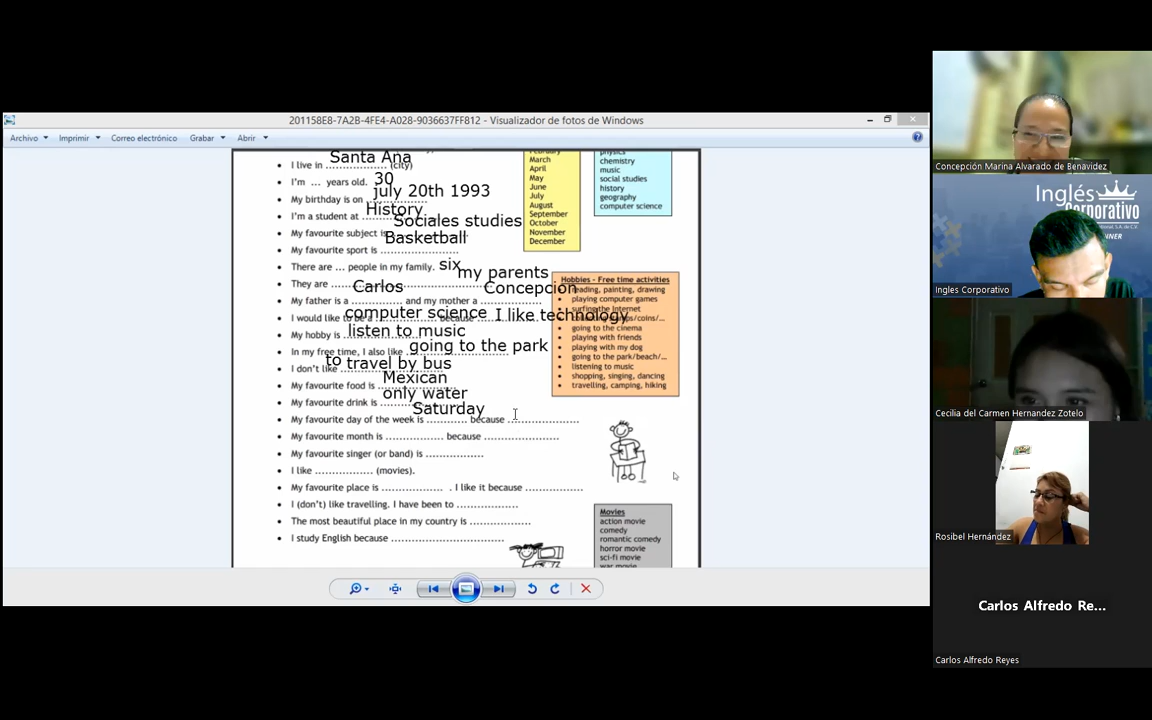 201158E8-7A2B-4FE4-A028-9036637FF812 - Visualizador de fotos de Windows
Archivo Imprimir Correo electrónico Grabar Abrir
Santa Ana
I live in ................ (city)
30
I'm ... years old.
july 20th 1993
My birthday is on
History
I'm a student at
Sociales studies
My favourite subject is
Basketball
My favourite sport is ......................
six
There are ... people in my family.
my parents
They are
Carlos
Concepcion
My father is a .............. and my mother a ................
computer science
I like technology
I would like to be a because
listen to music
My hobby is
going to the park
In my free time, I also like
to travel by bus
I don't like
Mexican
My favourite food is
only water
My favourite drink is
Saturday
My favourite day of the week is ........... because ....................
My favourite month is ................ because .....................
My favourite singer (or band) is ................
I like ................ (movies).
My favourite place is ................. . I like it because ................
I (don't) like travelling. I have been to .................
The most beautiful place in my country is .................
I study English because ..............................
March
April
May
June
July
August
September
October
November
December
chemistry
music
social studies
history
geography
computer science
Hobbies - Free time activities
reading, painting, drawing
playing computer games
surfing the Internet
going to the cinema
playing with friends
playing with my dog
going to the park/beach/...
listening to music
shopping, singing, dancing
travelling, camping, hiking
Movies
action movie
comedy
romantic comedy
horror movie
sci-fi movie
Concepción Marina Alvarado de Benavidez
Inglés
Corporativo
Ingles Corporativo
Cecilia del Carmen Hernandez Zotelo
Rosibel Hernández
Carlos Alfredo Re...
Carlos Alfredo Reyes